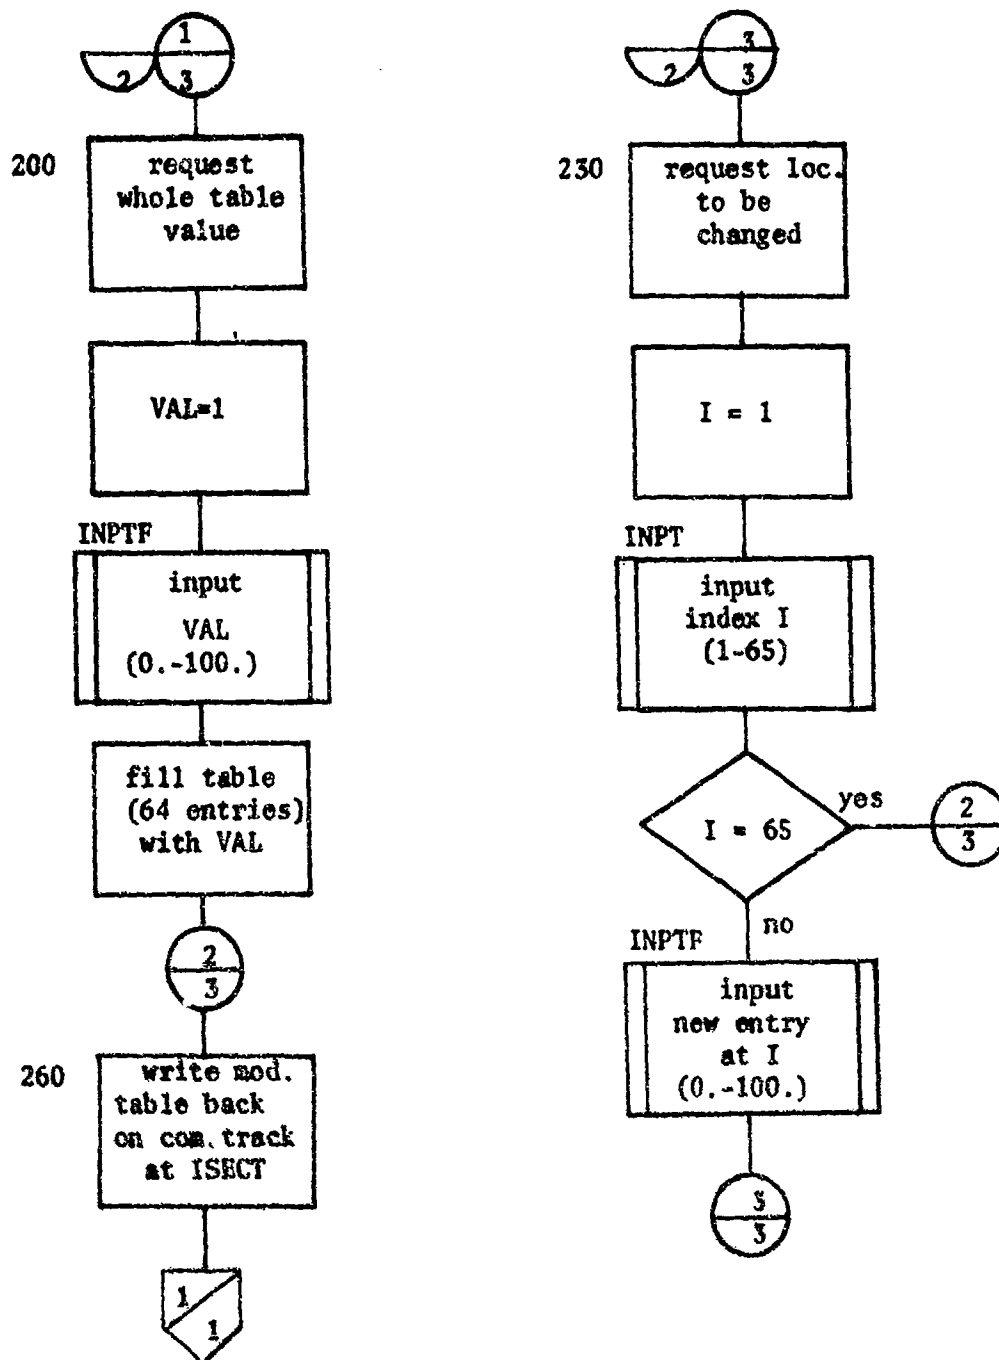 1
2 3
200
request
whole table
value
VAL=1
INPTF
input
VAL
(0.-100.)
fill table
(64 entries)
with VAL
2
3
260
write mod.
table back
on com. track
at ISECT
1
1
3
2 3
230
request loc.
to be
changed
I = 1
INPT
input
index I
(1-65)
I = 65
yes
2
3
no
INPTF
input
new entry
at I
(0.-100.)
3